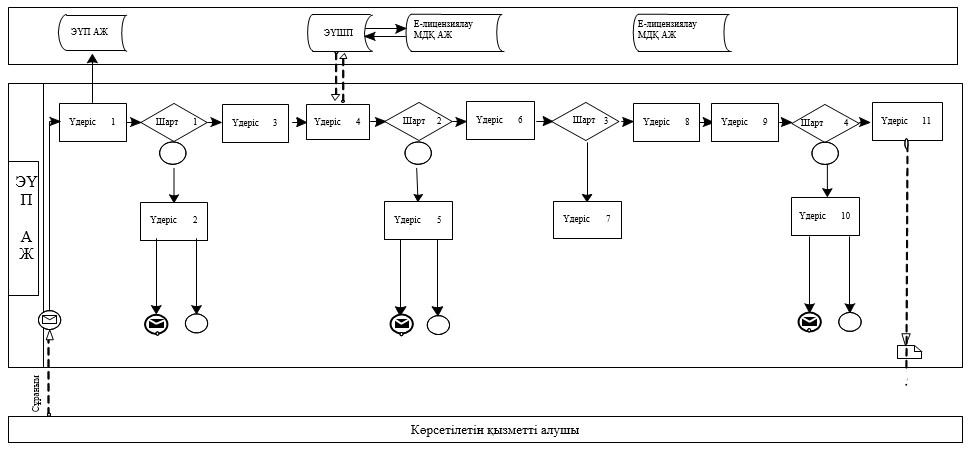 ЭҮП АЖ
ЭҮШП
Е-лицензиялау
МДҚ АЖ
Е-лицензиялау
МДҚ АЖ
Үдеріс 1
Шарт 1
Үдеріс 3
Үдеріс 4
Шарт 2
Үдеріс 6
Шарт 3
Үдеріс 8
Үдеріс 9
Шарт 4
Үдеріс 11
ЭҮ
П
А
Ж
Үдеріс 2
Үдеріс 5
Үдеріс 7
Үдеріс 10
Сұраным
Көрсетілетін қызметті алушы